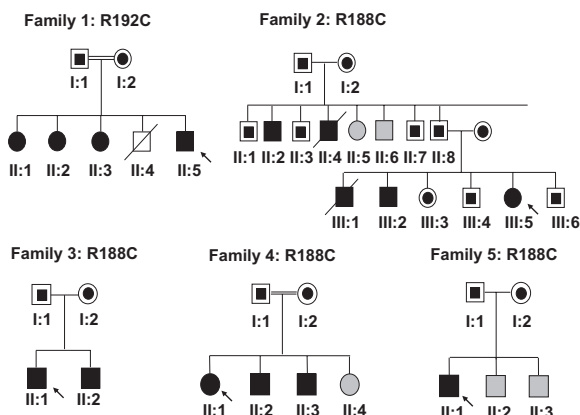 Family 1: R192C
I:1 I:2
II:1 II:2 II:3 II:4 II:5
Family 2: R188C
I:1 I:2
II:1 II:2 II:3 II:4 II:5 II:6 II:7 II:8
III:1 III:2 III:3 III:4 III:5 III:6
Family 3: R188C
I:1 I:2
II:1 II:2
Family 4: R188C
I:1 I:2
II:1 II:2 II:3 II:4
Family 5: R188C
I:1 I:2
II:1 II:2 II:3